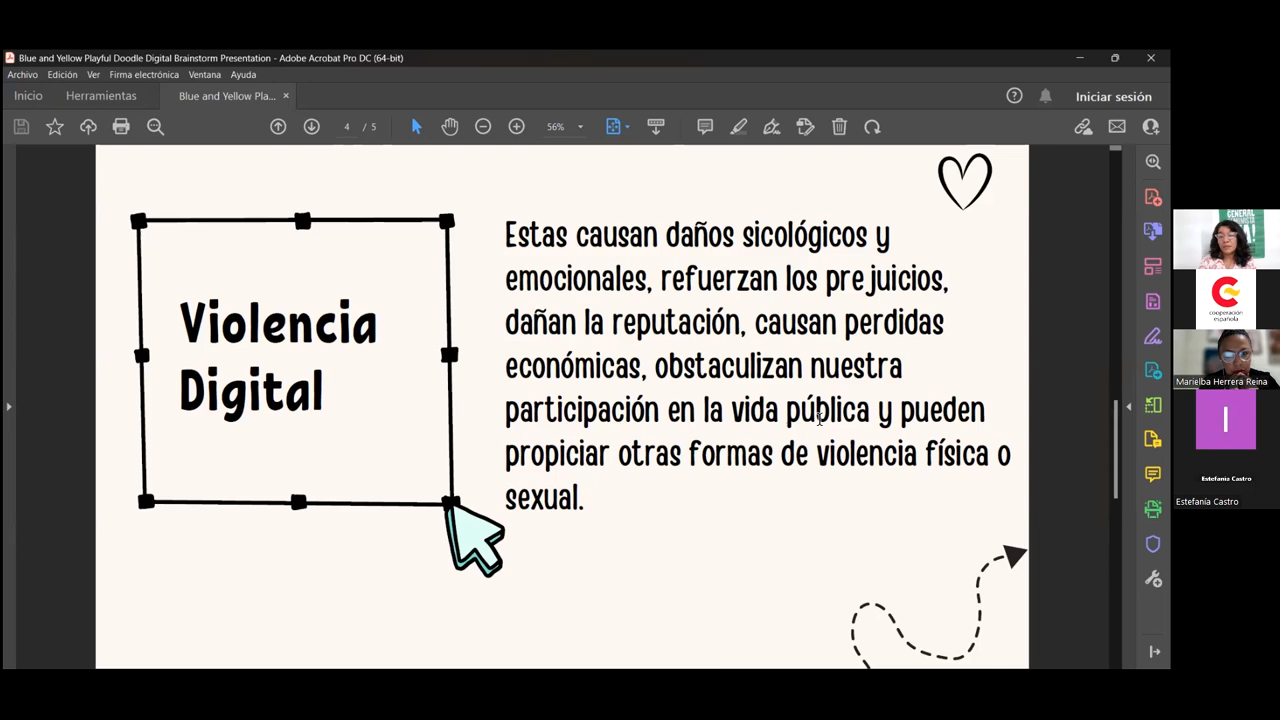 Blue and Yellow Playful Doodle Digital Brainstorm Presentation - Adobe Acrobat Pro DC (64-bit)
Archivo Edición Ver Firma electrónica Ventana Ayuda
Inicio Herramientas Blue and Yellow Pla... × Iniciar sesión
4 / 5 56%
Violencia
Digital
Estas causan daños sicológicos y
emocionales, refuerzan los prejuicios,
dañan la reputación, causan perdidas
económicas, obstaculizan nuestra
participación en la vida pública y pueden
propiciar otras formas de violencia física o
sexual.
GENERAL
cooperación
española
Marielba Herrera Reina
I
Estefanía Castro
Estefanía Castro